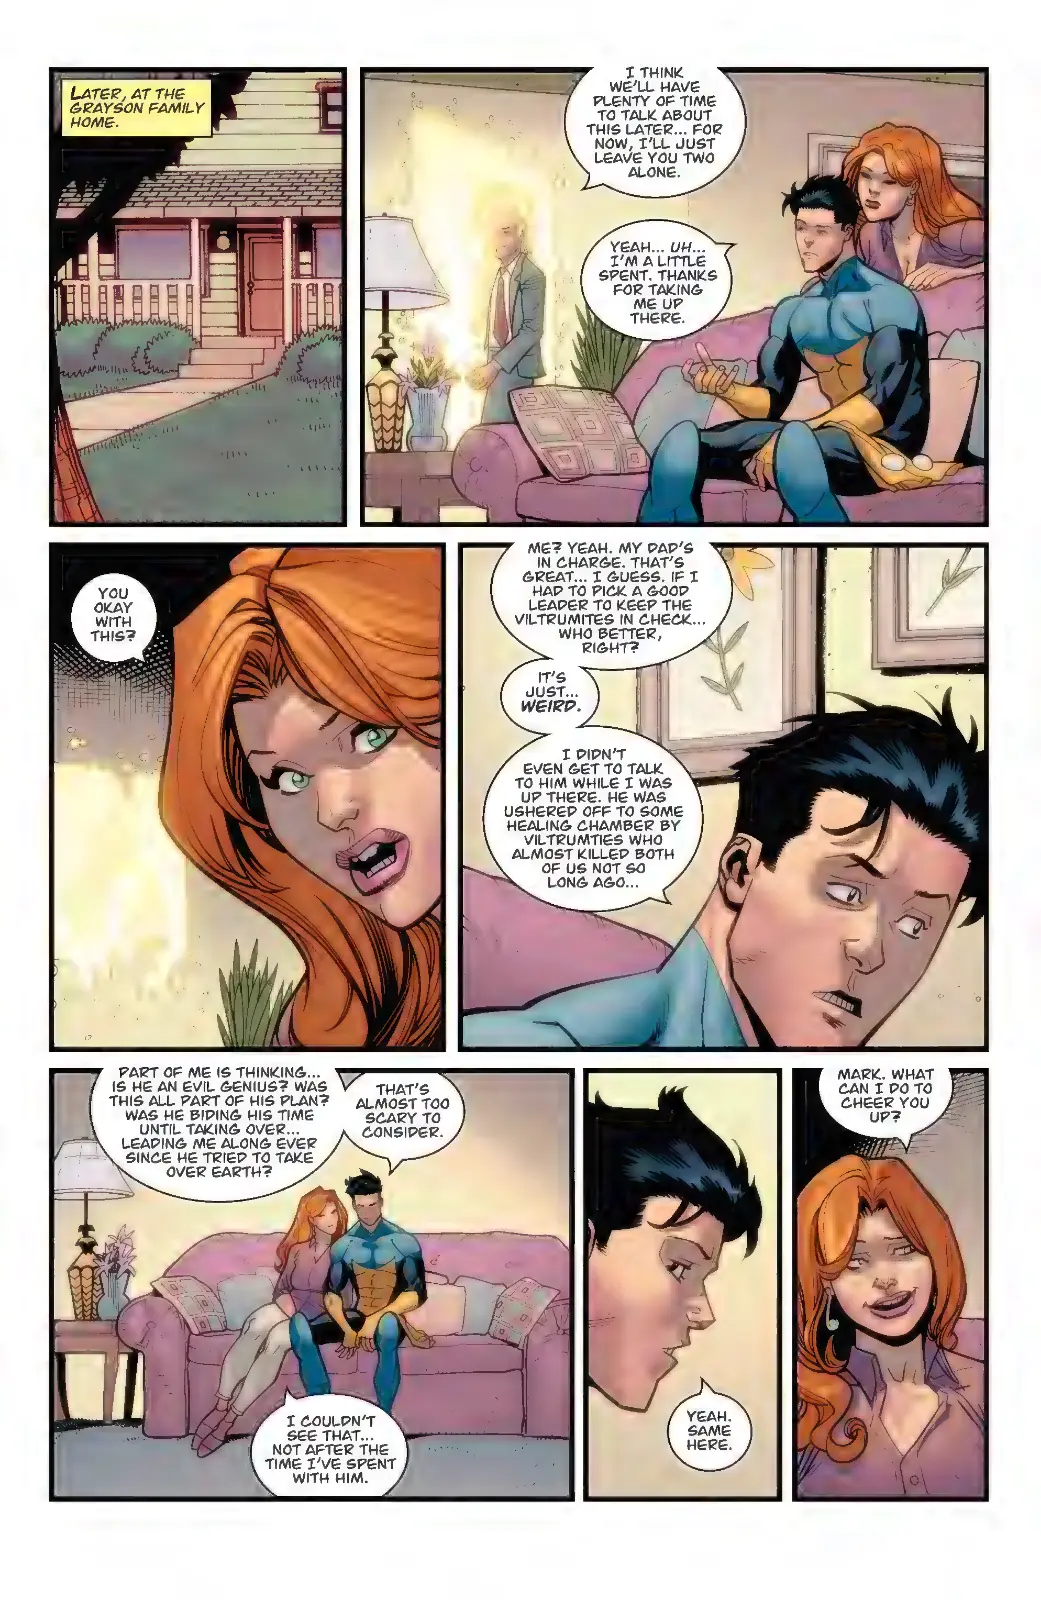 LATER, AT THE
GRAYSON FAMILY
HOME.
I THINK
WE'LL HAVE
PLENTY OF TIME
TO TALK ABOUT
THIS LATER... FOR
NOW, I'LL JUST
LEAVE YOU TWO
ALONE.
YEAH... UH...
I'M A LITTLE
SPENT. THANKS
FOR TAKING
ME UP
THERE.
YOU
OKAY
WITH
THIS?
ME? YEAH. MY DAD'S
IN CHARGE. THAT'S
GREAT... I GUESS. IF I
HAD TO PICK A GOOD
LEADER TO KEEP THE
VILTRUMITES IN CHECK...
WHO BETTER,
RIGHT?
IT'S
JUST...
WEIRD.
I DIDN'T
EVEN GET TO TALK
TO HIM WHILE I WAS
UP THERE. HE WAS
USHERED OFF TO SOME
HEALING CHAMBER BY
VILTRUMTIES WHO
ALMOST KILLED BOTH
OF US NOT SO
LONG AGO...
PART OF ME IS THINKING...
IS HE AN EVIL GENIUS? WAS
THIS ALL PART OF HIS PLAN?
WAS HE BIDING HIS TIME
UNTIL TAKING OVER...
LEADING ME ALONG EVER
SINCE HE TRIED TO TAKE
OVER EARTH?
THAT'S
ALMOST TOO
SCARY TO
CONSIDER.
I COULDN'T
SEE THAT...
NOT AFTER THE
TIME I'VE SPENT
WITH HIM.
YEAH.
SAME
HERE.
MARK. WHAT
CAN I DO TO
CHEER YOU
UP?